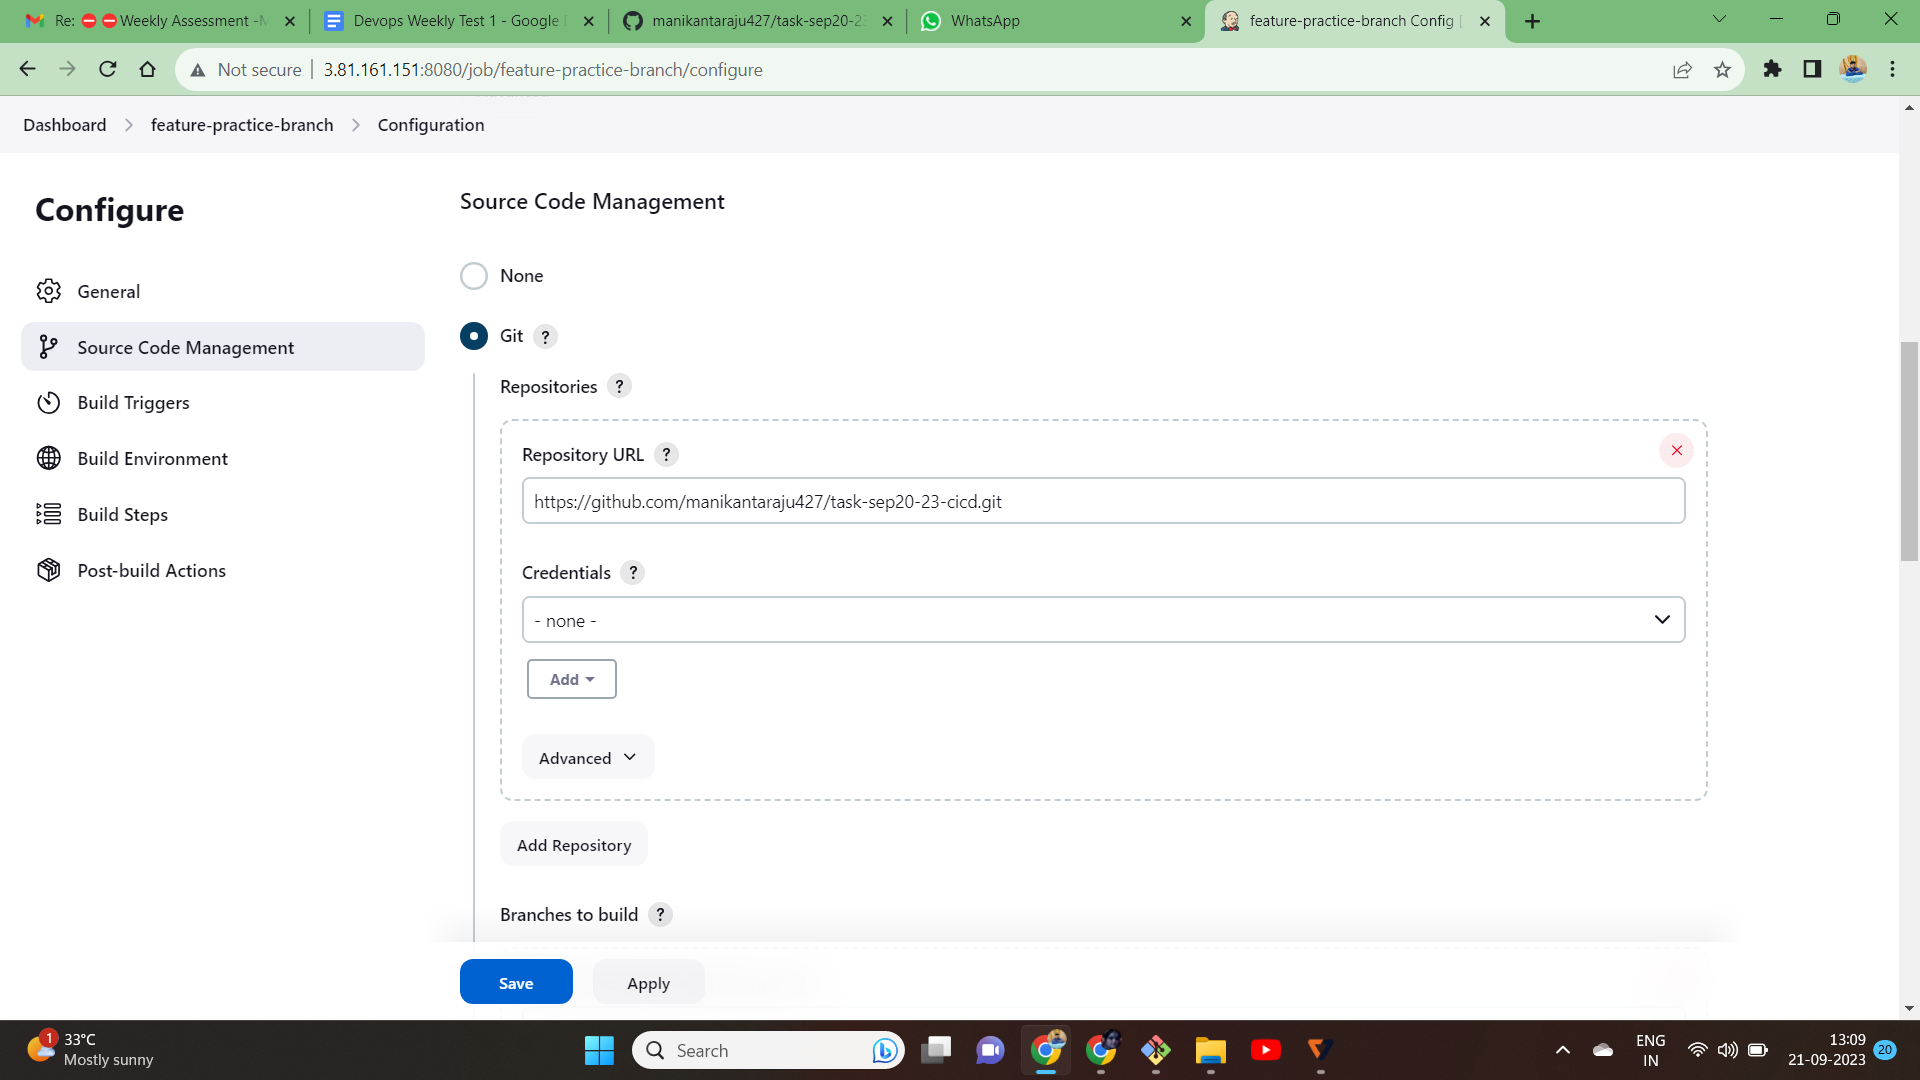 Re: Weekly Assessment -M
Devops Weekly Test 1 - Google D
manikantaraju427/task-sep20-23
WhatsApp
feature-practice-branch Config [
Not secure 3.81.161.151:8080/job/feature-practice-branch/configure
Dashboard feature-practice-branch Configuration
Configure
General
Source Code Management
Build Triggers
Build Environment
Build Steps
Post-build Actions
Source Code Management
None
Git ?
Repositories ?
Repository URL ?
https://github.com/manikantaraju427/task-sep20-23-cicd.git
Credentials ?
- none -
Add
Advanced
Add Repository
Branches to build ?
Save Apply
1
33°C
Mostly sunny
Search
ENG
IN
13:09
21-09-2023
20